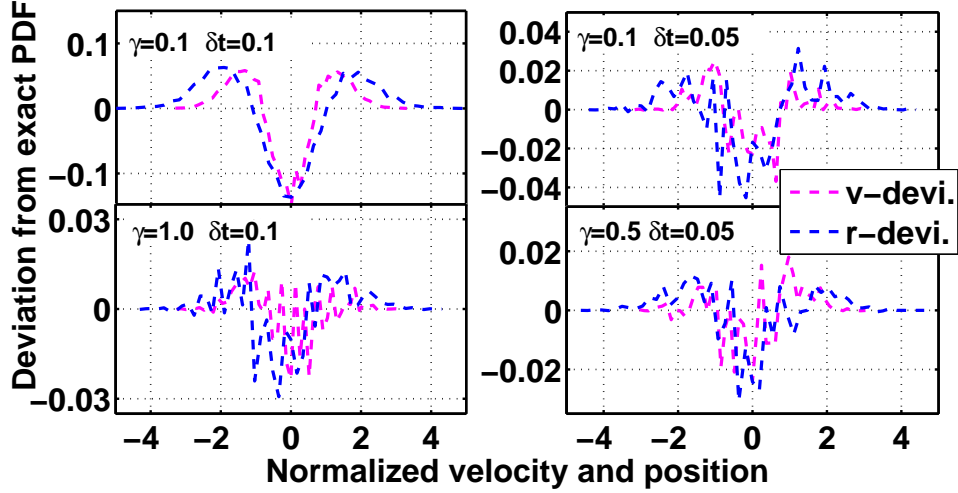 Deviation from exact PDF
γ=0.1 δt=0.1
0.1
0
−0.1
γ=0.1 δt=0.05
0.04
0.02
0
−0.02
−0.04
v−devi.
r−devi.
γ=1.0 δt=0.1
0.03
0
−0.03
−4 −2 0 2 4
γ=0.5 δt=0.05
0.02
0
−0.02
−4 −2 0 2 4
Normalized velocity and position